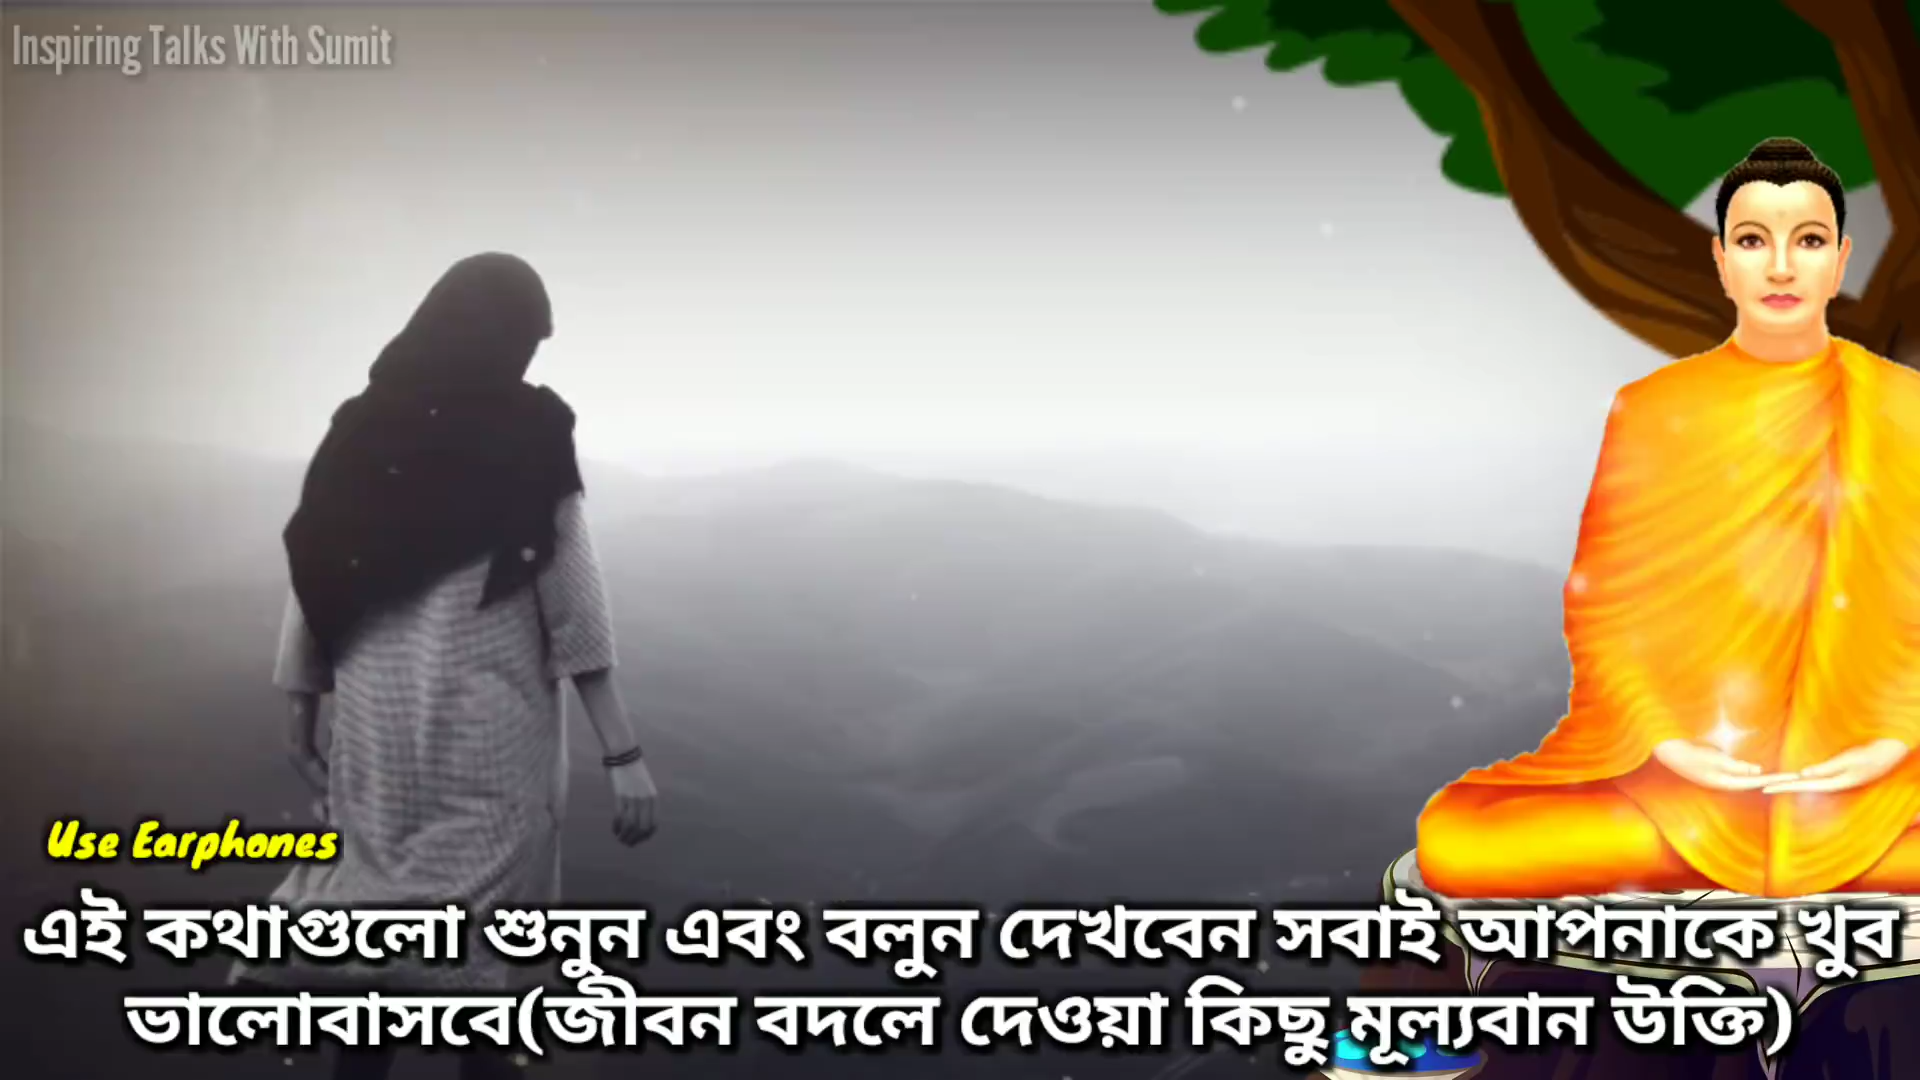 Inspiring Talks With Sumit
Use Earphones
এই কথাগুলো শুনুন এবং বলুন দেখবেন সবাই আপনাকে খুব
ভালোবাসবে(জীবন বদলে দেওয়া কিছু মূল্যবান উক্তি)